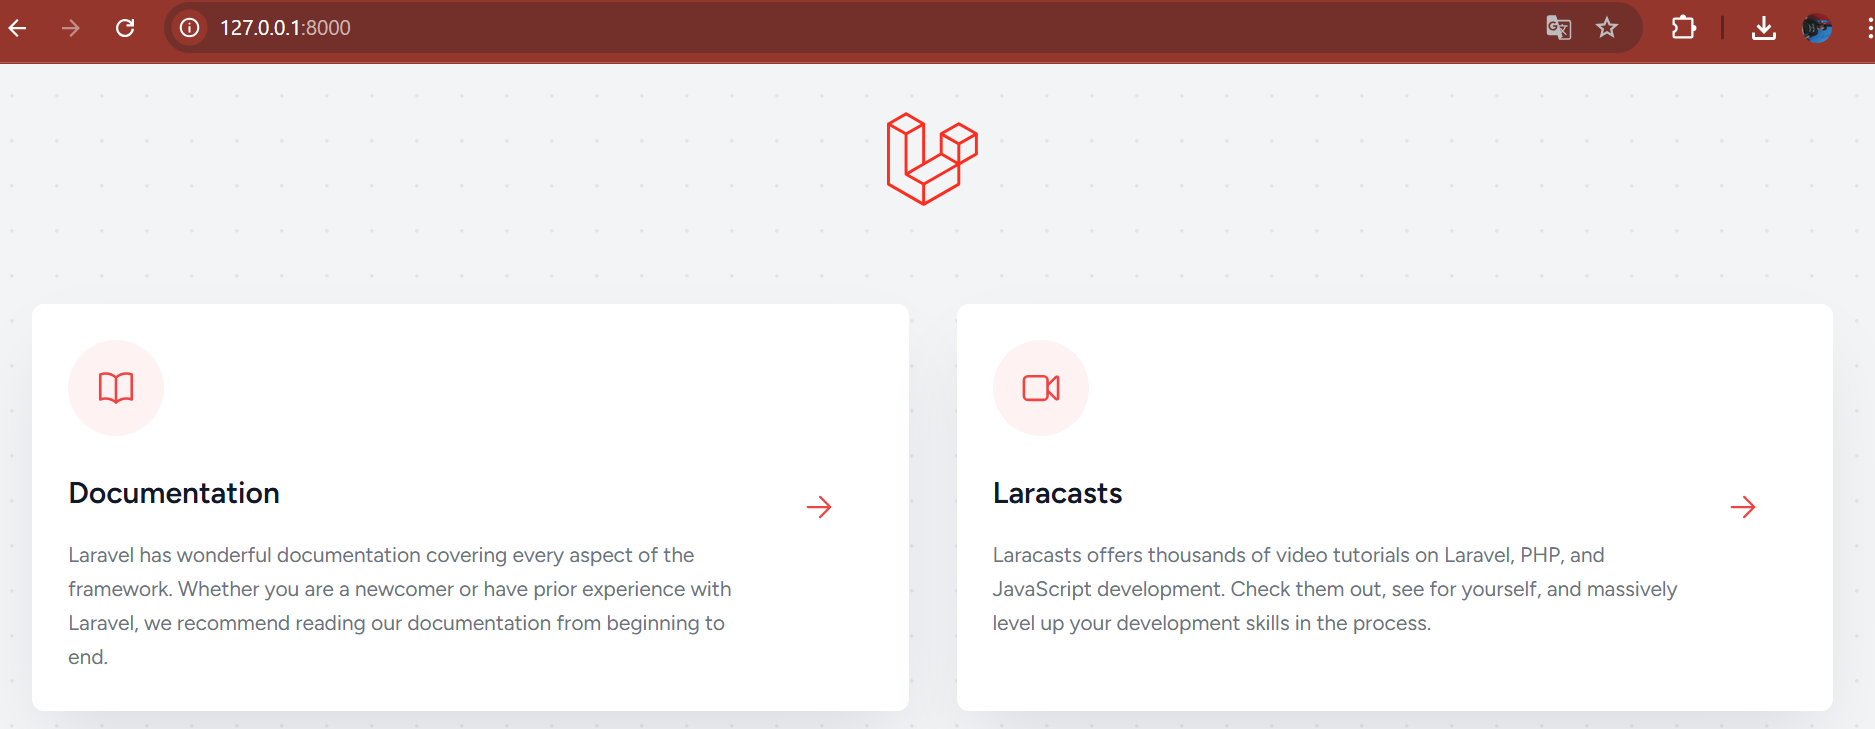 127.0.0.1:8000
Documentation
Laravel has wonderful documentation covering every aspect of the
framework. Whether you are a newcomer or have prior experience with
Laravel, we recommend reading our documentation from beginning to
end.
Laracasts
Laracasts offers thousands of video tutorials on Laravel, PHP, and
JavaScript development. Check them out, see for yourself, and massively
level up your development skills in the process.